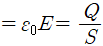 = ε₀E = Q/S